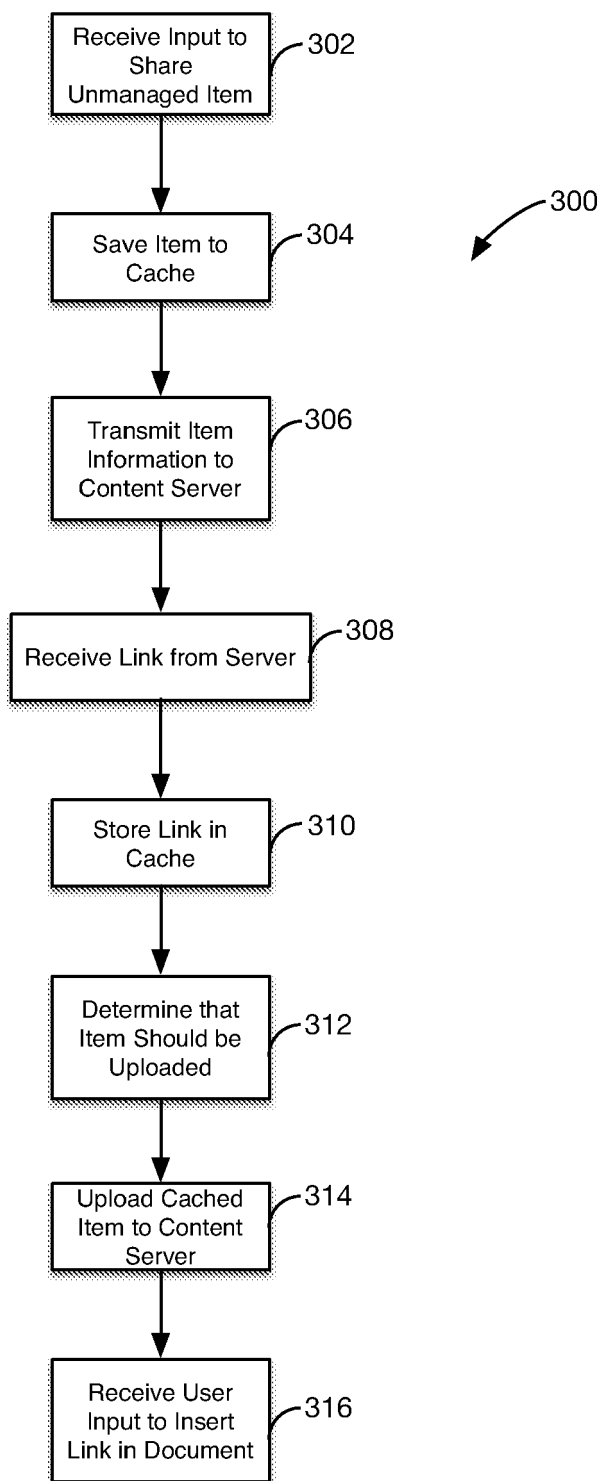 Receive Input to
Share
Unmanaged Item
302
300
Save Item to
Cache
304
Transmit Item
Information to
Content Server
306
Receive Link from Server
308
Store Link in
Cache
310
Determine that
Item Should be
Uploaded
312
Upload Cached
Item to Content
Server
314
Receive User
Input to Insert
Link in Document
316